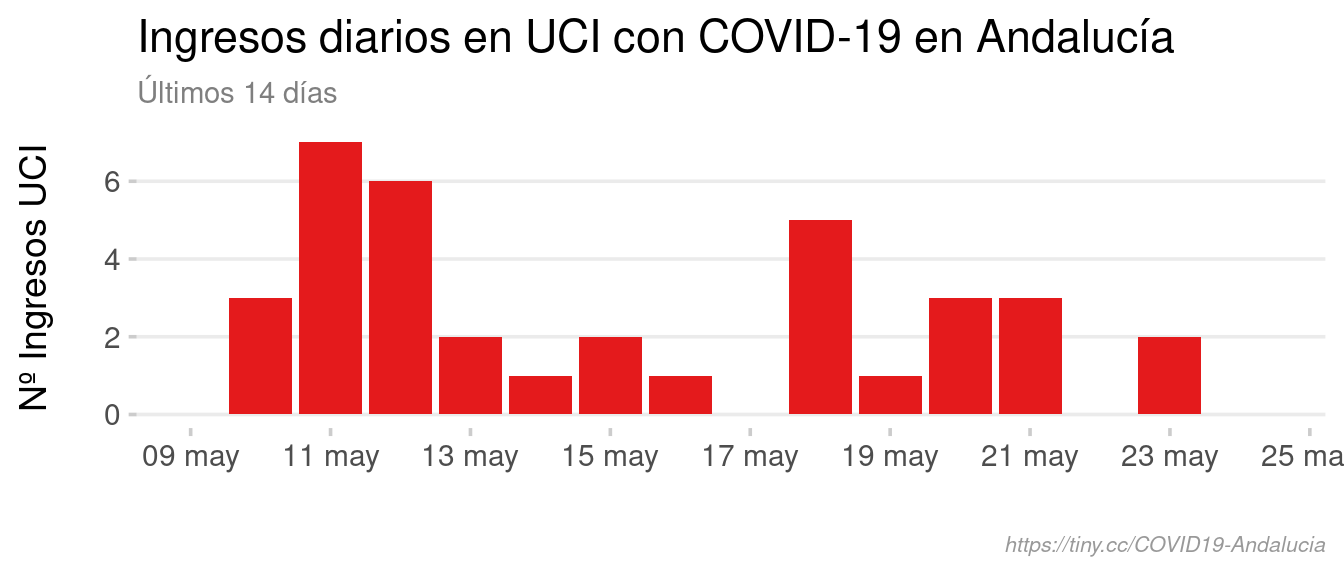 Ingresos diarios en UCI con COVID-19 en Andalucía
Últimos 14 días
Nº Ingresos UCI
6
4
2
0
09 may 11 may 13 may 15 may 17 may 19 may 21 may 23 may 25 ma
https://tiny.cc/COVID19-Andalucia